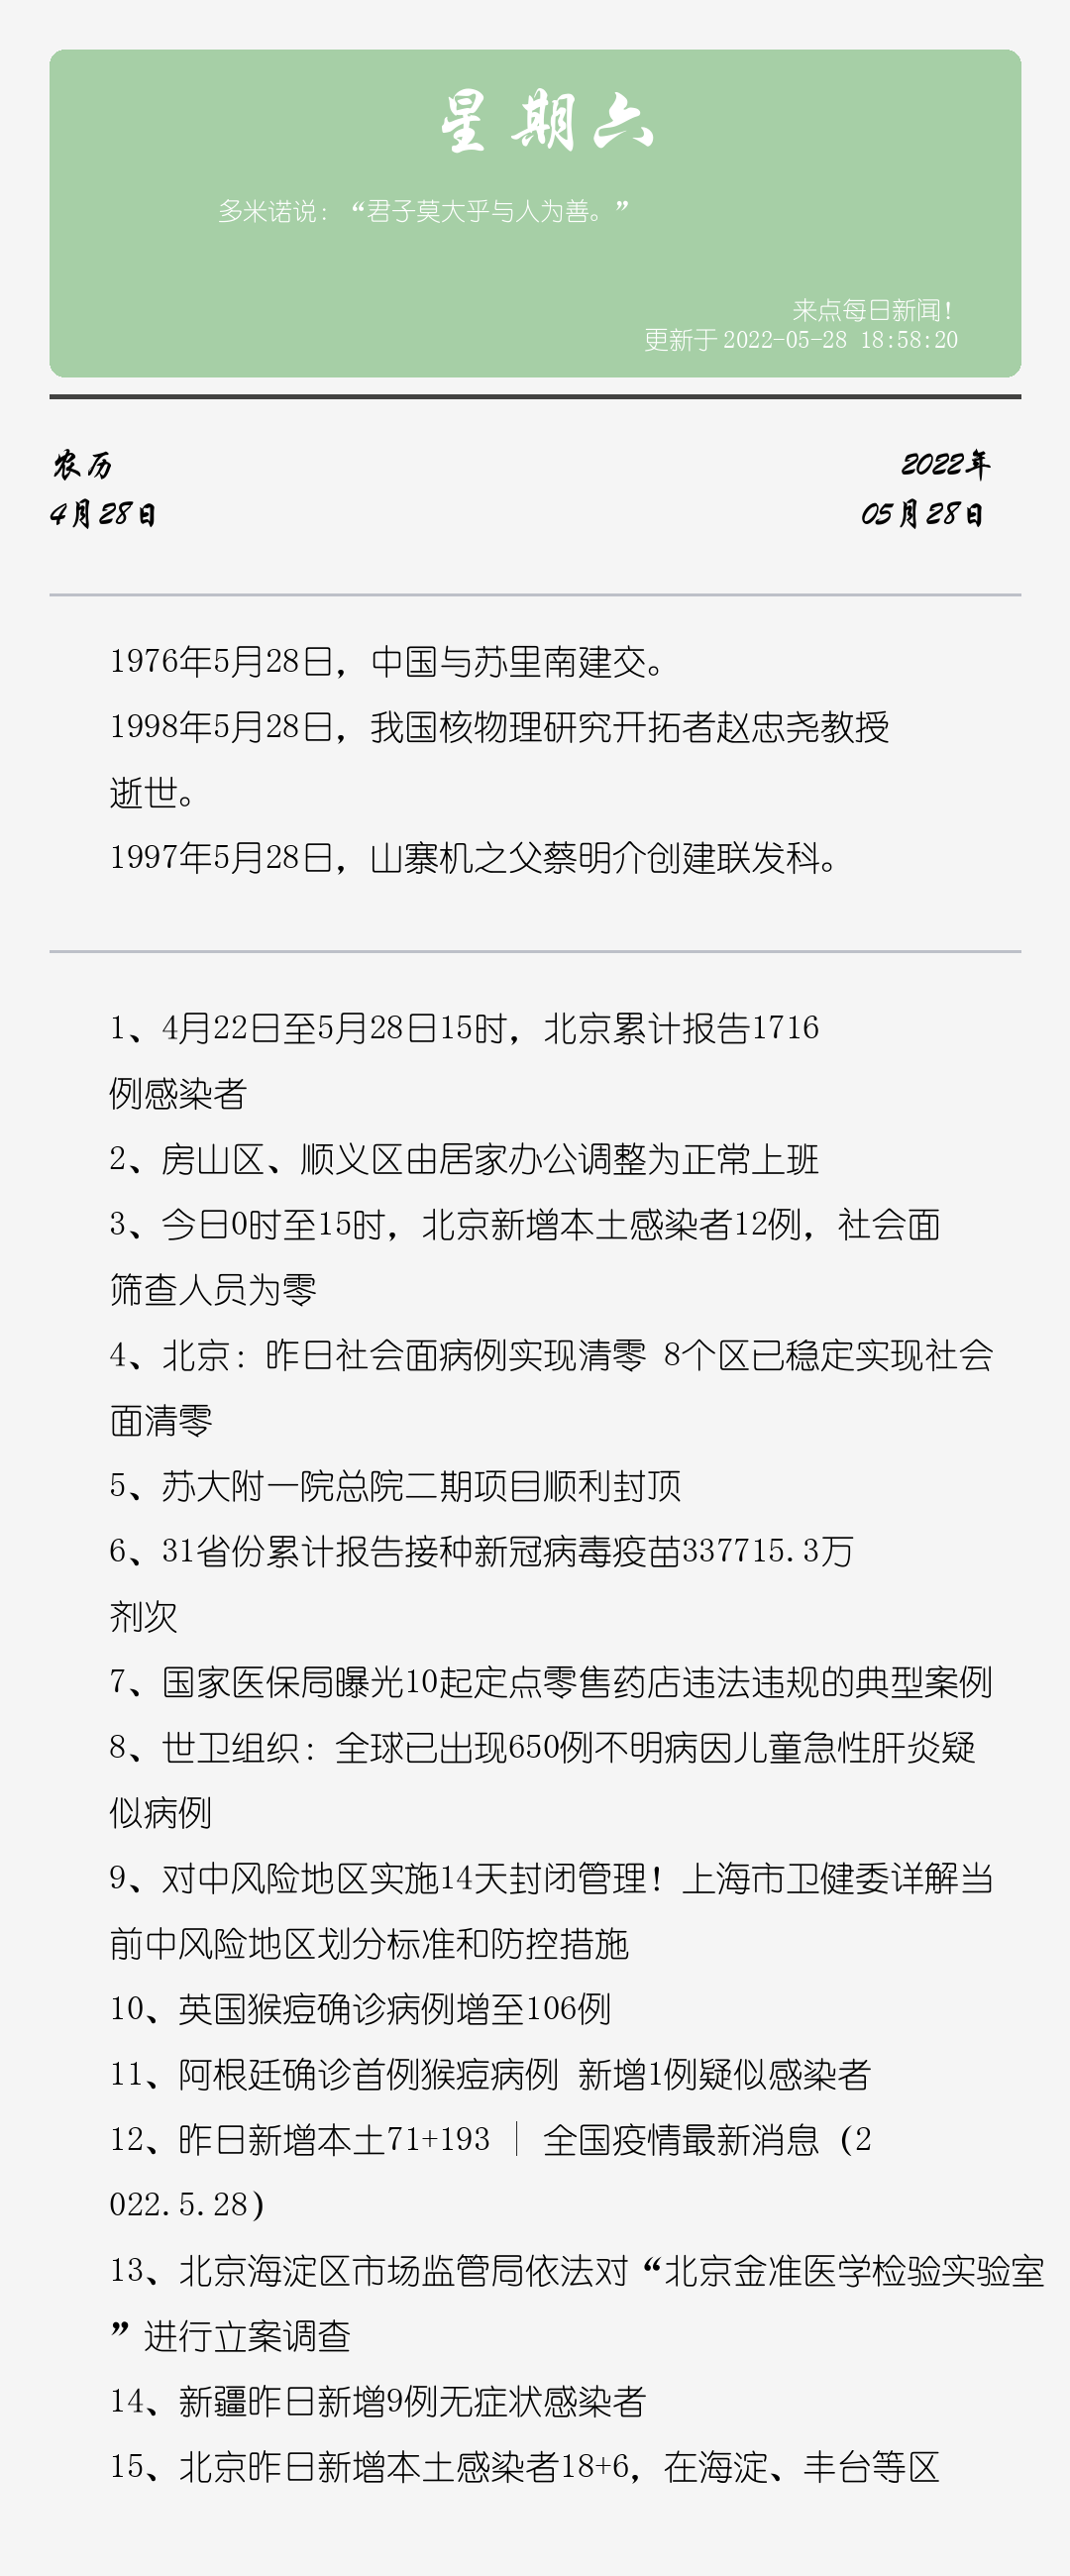 星期六
多米诺说：“君子莫大乎与人为善。”
来点每日新闻！
更新于 2022-05-28 18:58:20
农历
2022年
4月28日
05月28日
1976年5月28日，中国与苏里南建交。
1998年5月28日，我国核物理研究开拓者赵忠尧教授
逝世。
1997年5月28日，山寨机之父蔡明介创建联发科。
1、4月22日至5月28日15时，北京累计报告1716
例感染者
2、房山区、顺义区由居家办公调整为正常上班
3、今日0时至15时，北京新增本土感染者12例，社会面
筛查人员为零
4、北京：昨日社会面病例实现清零 8个区已稳定实现社会
面清零
5、苏大附一院总院二期项目顺利封顶
6、31省份累计报告接种新冠病毒疫苗337715.3万
剂次
7、国家医保局曝光10起定点零售药店违法违规的典型案例
8、世卫组织：全球已出现650例不明病因儿童急性肝炎疑
似病例
9、对中风险地区实施14天封闭管理！上海市卫健委详解当
前中风险地区划分标准和防控措施
10、英国猴痘确诊病例增至106例
11、阿根廷确诊首例猴痘病例 新增1例疑似感染者
12、昨日新增本土71+193 | 全国疫情最新消息（2
022.5.28）
13、北京海淀区市场监管局依法对“北京金准医学检验实验室
”进行立案调查
14、新疆昨日新增9例无症状感染者
15、北京昨日新增本土感染者18+6，在海淀、丰台等区